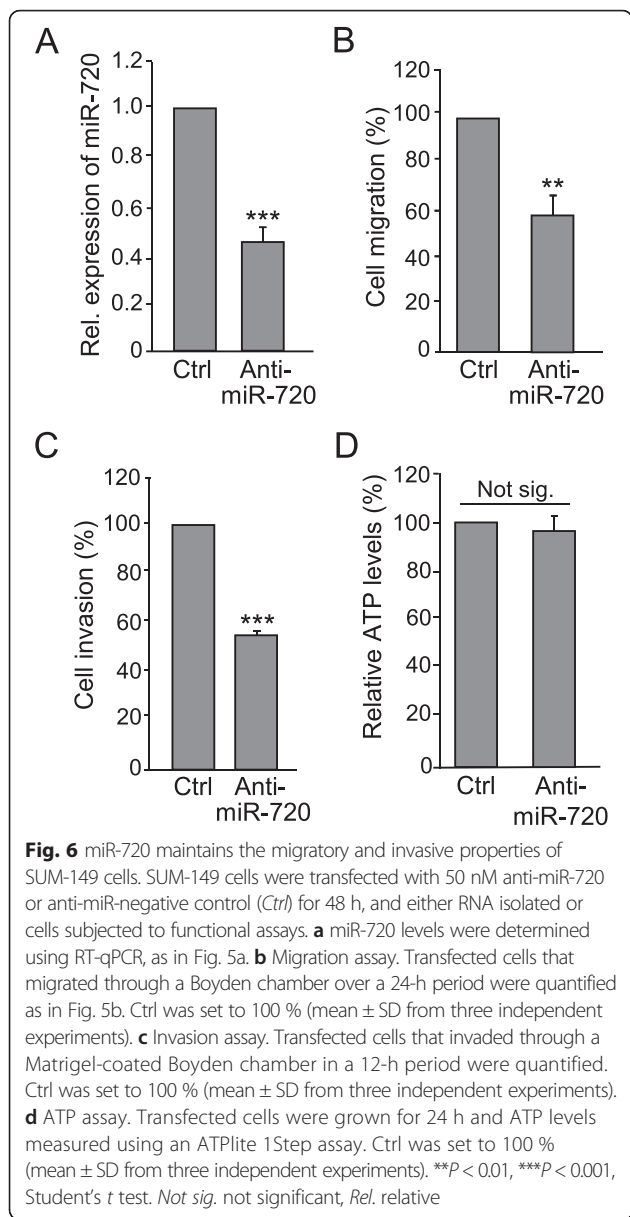 A
Rel. expression of miR-720
1.2
1.0
0.8
0.6
0.4
0.2
0
***
Ctrl
Anti-
miR-720
B
Cell migration (%)
120
100
80
60
40
20
0
**
Ctrl
Anti-
miR-720
C
Cell invasion (%)
120
100
80
60
40
20
0
***
Ctrl
Anti-
miR-720
D
Relative ATP levels (%)
120
100
80
60
40
20
0
Not sig.
Ctrl
Anti-
miR-720
Fig. 6 miR-720 maintains the migratory and invasive properties of
SUM-149 cells. SUM-149 cells were transfected with 50 nM anti-miR-720
or anti-miR-negative control (Ctrl) for 48 h, and either RNA isolated or
cells subjected to functional assays. a miR-720 levels were determined
using RT-qPCR, as in Fig. 5a. b Migration assay. Transfected cells that
migrated through a Boyden chamber over a 24-h period were quantified
as in Fig. 5b. Ctrl was set to 100 % (mean ± SD from three independent
experiments). c Invasion assay. Transfected cells that invaded through a
Matrigel-coated Boyden chamber in a 12-h period were quantified.
Ctrl was set to 100 % (mean ± SD from three independent experiments).
d ATP assay. Transfected cells were grown for 24 h and ATP levels
measured using an ATPlite 1Step assay. Ctrl was set to 100 %
(mean ± SD from three independent experiments). **P < 0.01, ***P < 0.001,
Student's t test. Not sig. not significant, Rel. relative